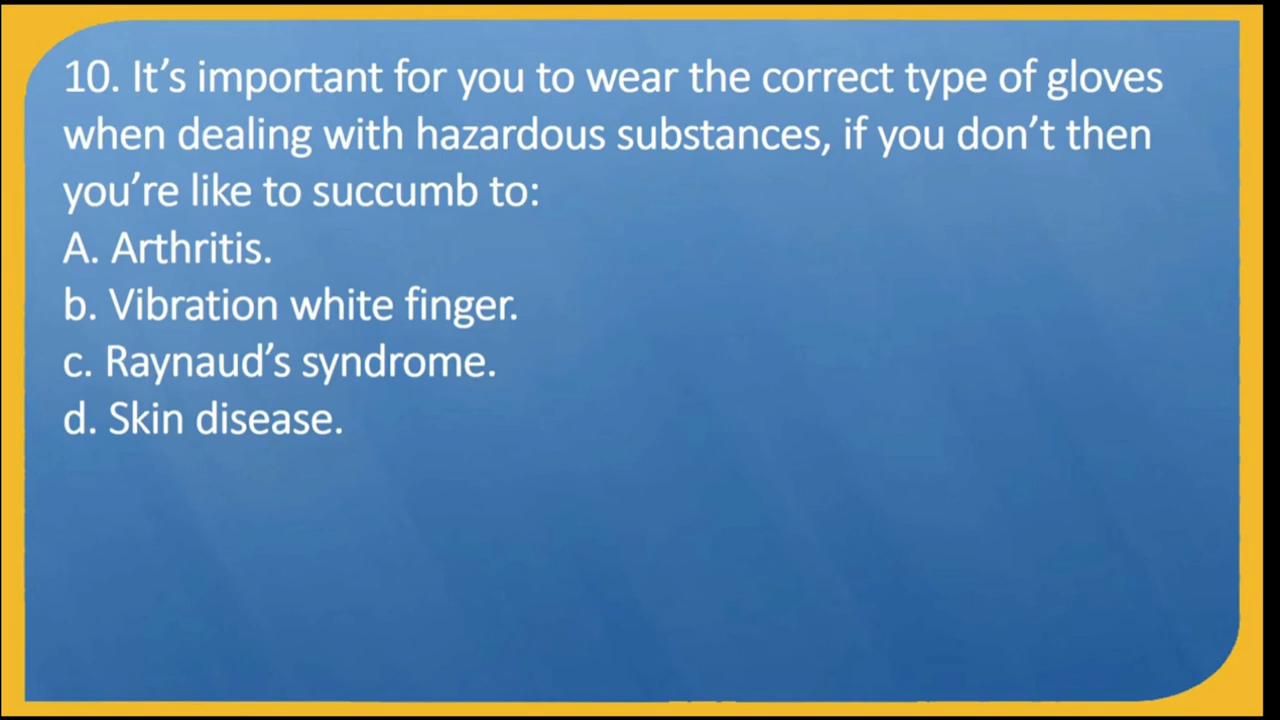 10. It’s important for you to wear the correct type of gloves
when dealing with hazardous substances, if you don’t then
you’re like to succumb to:
A. Arthritis.
b. Vibration white finger.
c. Raynaud’s syndrome.
d. Skin disease.